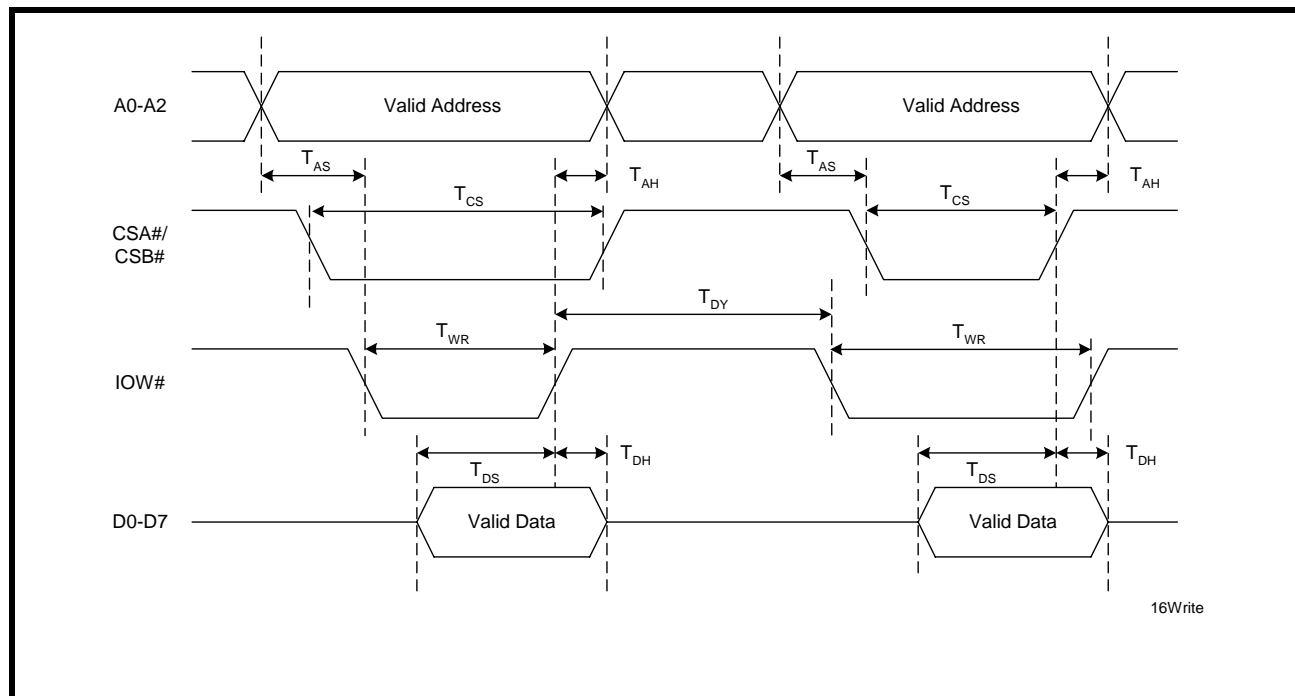 A0-A2
Valid Address
Valid Address
TAS
TAH
TAS
TAH
TCS
TCS
CSA#/
CSB#
TDY
TWR
TWR
IOW#
TDS
TDH
TDS
TDH
D0-D7
Valid Data
Valid Data
16Write